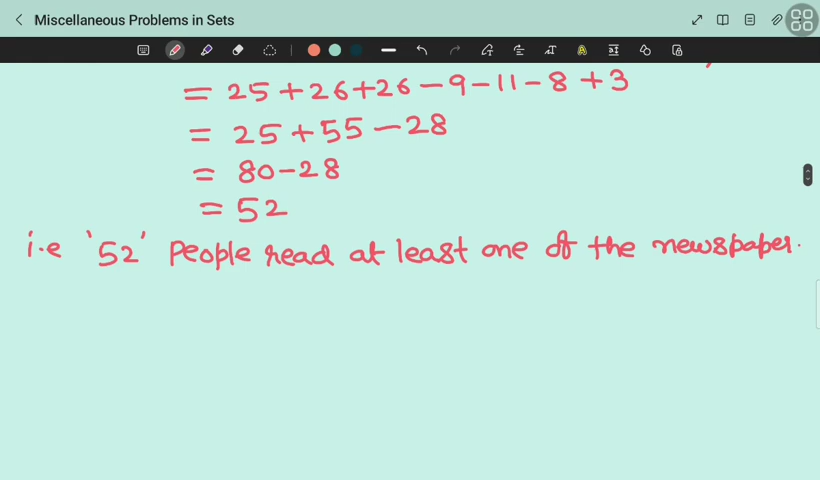 Miscellaneous Problems in Sets
= 25 + 26 + 26 - 9 - 11 - 8 + 3
= 25 + 55 - 28
= 80 - 28
= 52
i.e '52' People read at least one of the newspaper.